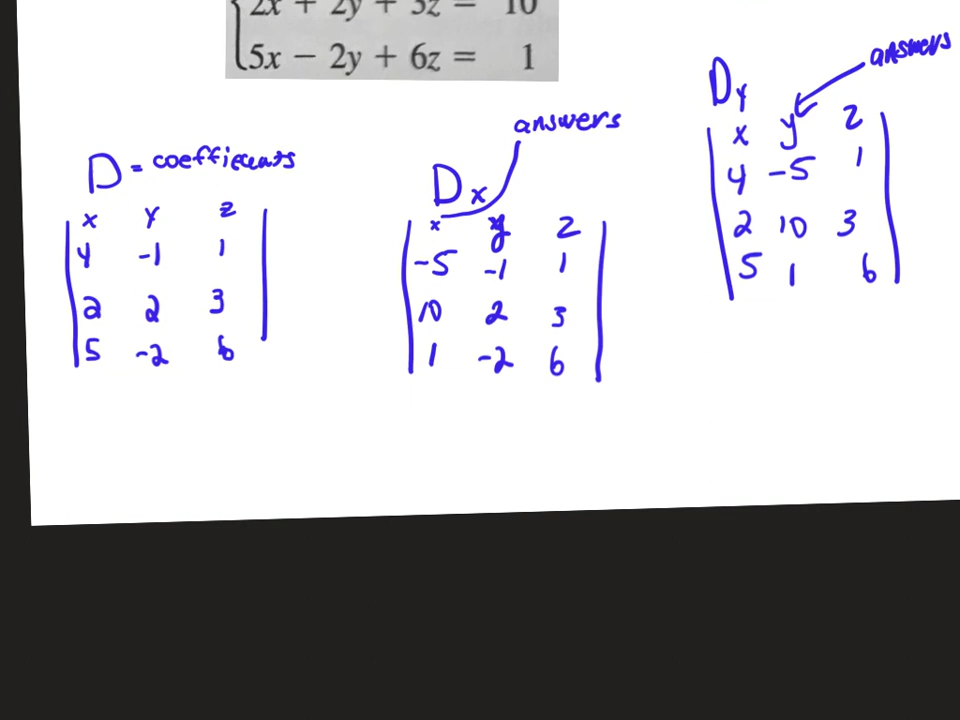 2x + 2y + 3z = 10
5x − 2y + 6z = 1
D = coefficients
x y z
4 -1 1
2 2 3
5 -2 6
answers
Dx
x y z
-5 -1 1
10 2 3
1 -2 6
answers
Dy
x y z
4 -5 1
2 10 3
5 1 6